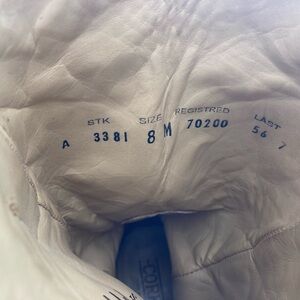 STK SIZE REGISTRED LAST
A 3381 8 M 70200 56 7